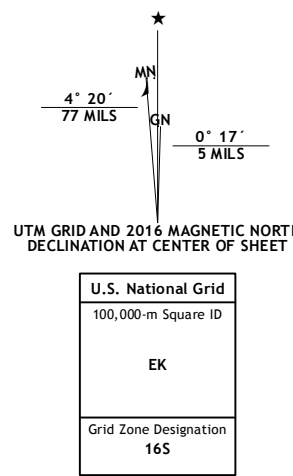 ★
MN
4° 20´
77 MILS
GN
0° 17´
5 MILS
UTM GRID AND 2016 MAGNETIC NORTH
DECLINATION AT CENTER OF SHEET
U.S. National Grid
100,000-m Square ID
EK
Grid Zone Designation
16S